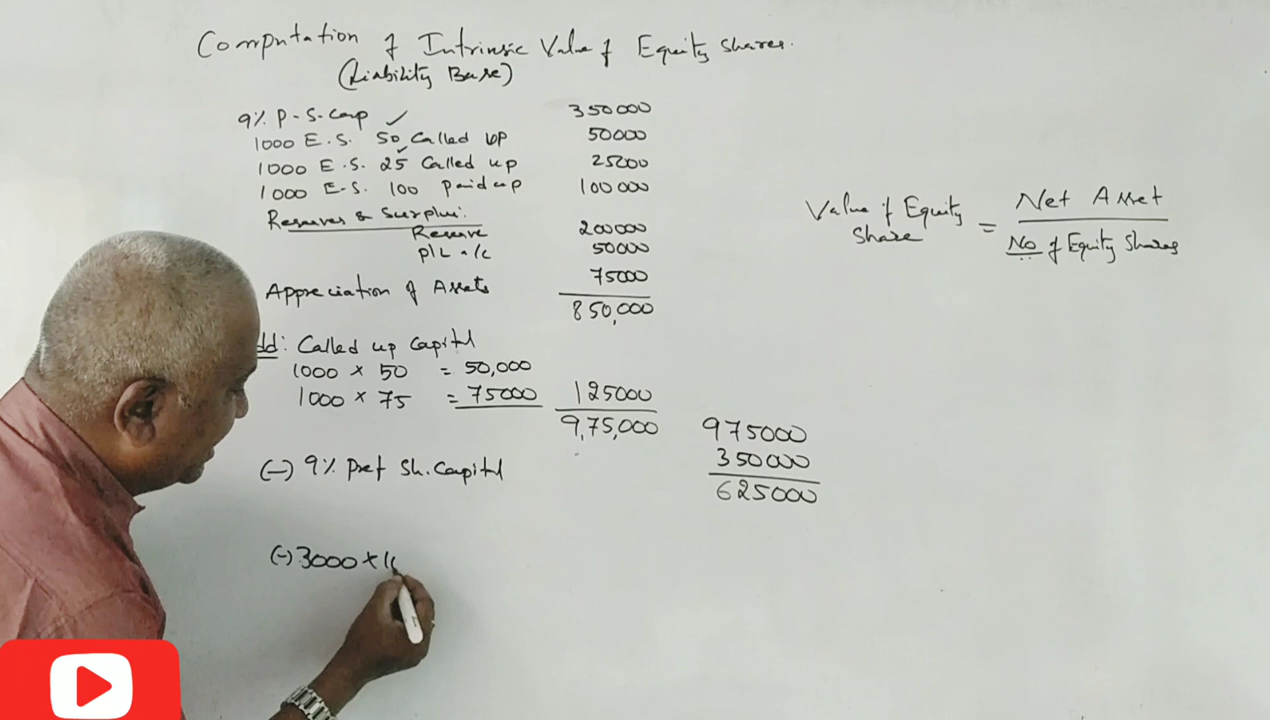 Computation of Intrinsic Value of Equity Shares.
(Liability Base)
9% P.S. Cap 350000
1000 E.S. 50 Called up 50000
1000 E.S. 25 Called up 25000
1000 E.S. 100 paid up 100000
Reserves & Surplus:
Reserve 200000
P/L a/c 50000
Appreciation of Assets 75000
850,000
dd: Called up Capital
1000 × 50 = 50,000
1000 × 75 = 75000 125000
9,75,000
(-) 9% Pref Sh. Capital
(-) 3000 × 1
975000
350000
625000
Value of Equity Share = Net Asset
No of Equity Shares